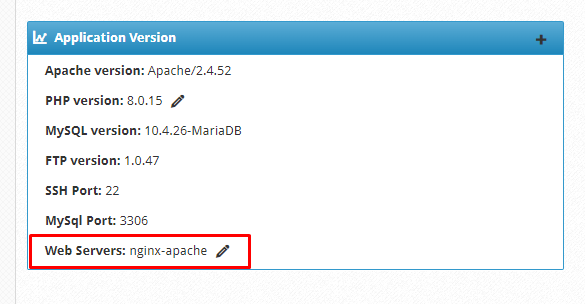 Application Version
Apache version: Apache/2.4.52
PHP version: 8.0.15
MySQL version: 10.4.26-MariaDB
FTP version: 1.0.47
SSH Port: 22
MySql Port: 3306
Web Servers: nginx-apache